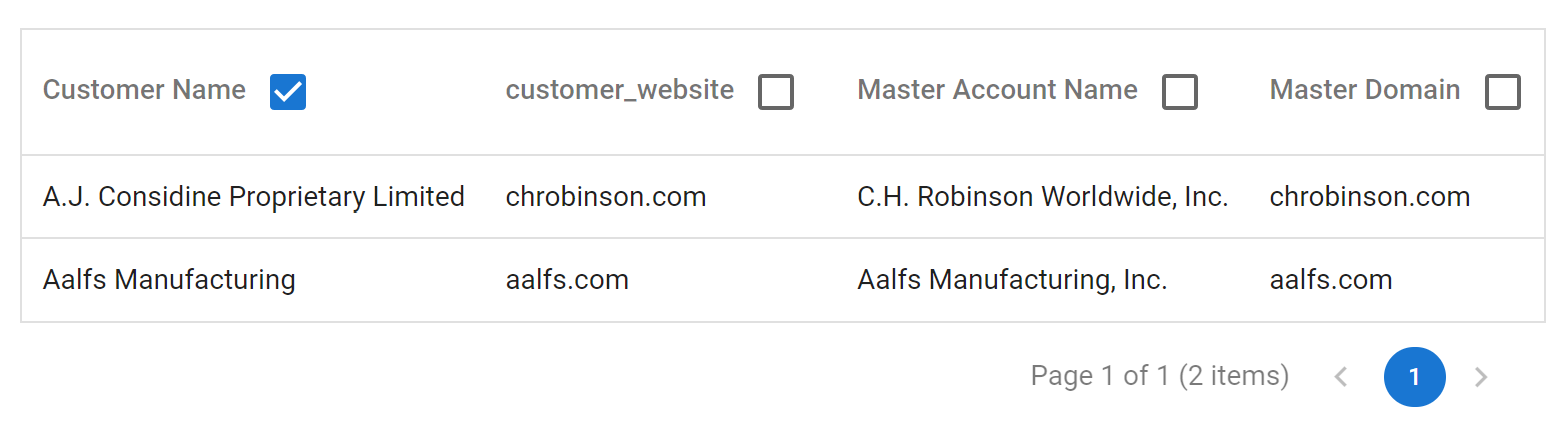 Customer Name customer_website Master Account Name Master Domain
A.J. Considine Proprietary Limited chrobinson.com C.H. Robinson Worldwide, Inc. chrobinson.com
Aalfs Manufacturing aalfs.com Aalfs Manufacturing, Inc. aalfs.com
Page 1 of 1 (2 items) 1